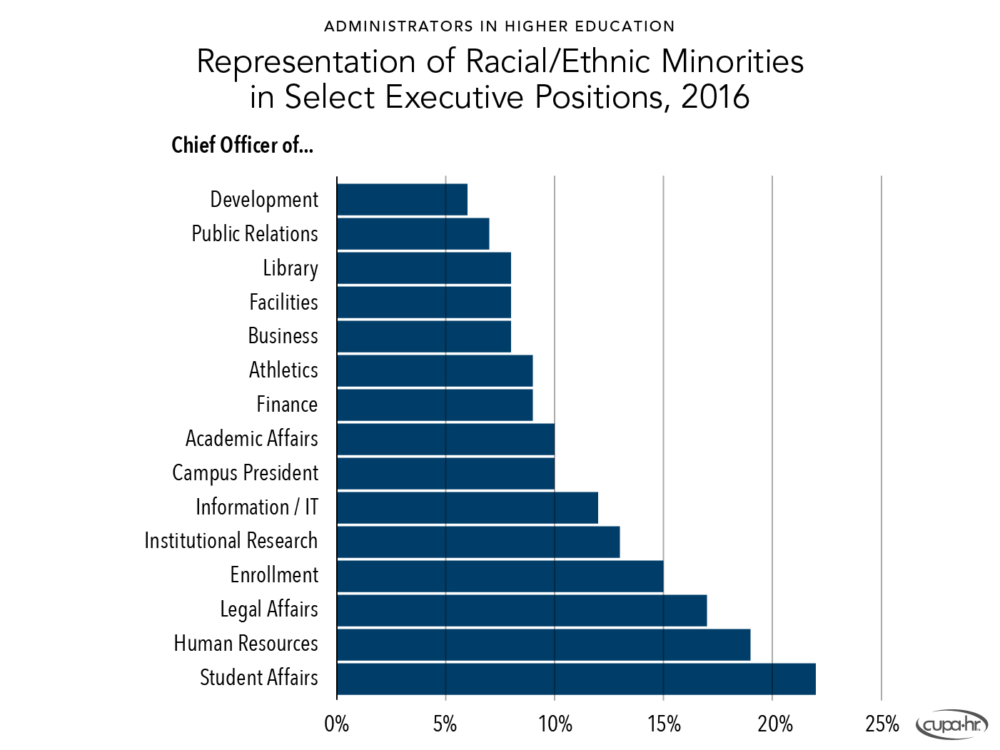 ADMINISTRATORS IN HIGHER EDUCATION
Representation of Racial/Ethnic Minorities
in Select Executive Positions, 2016
Chief Officer of...
Development
Public Relations
Library
Facilities
Business
Athletics
Finance
Academic Affairs
Campus President
Information / IT
Institutional Research
Enrollment
Legal Affairs
Human Resources
Student Affairs
0% 5% 10% 15% 20% 25%
cupa-hr